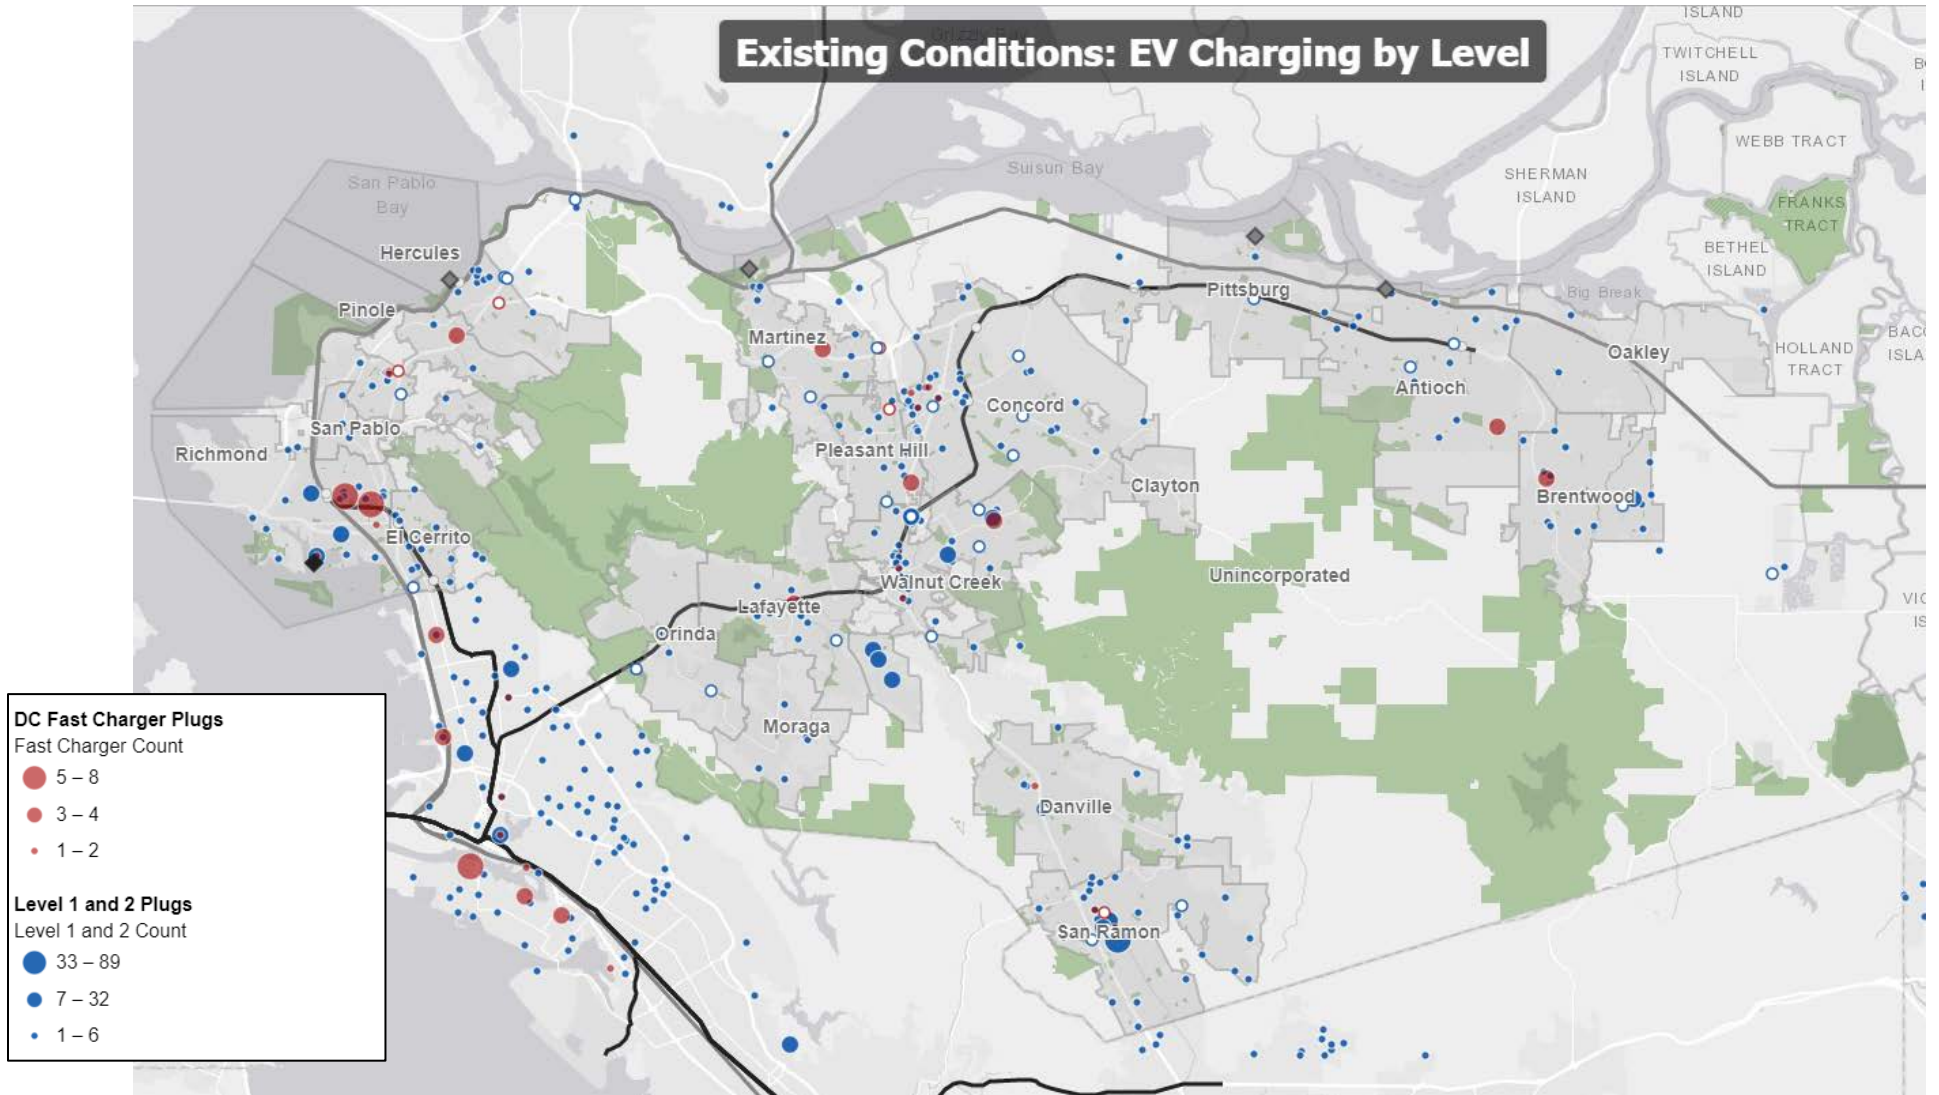 Grizzly Bay
Existing Conditions: EV Charging by Level
ISLAND
TWITCHELL
ISLAND
WEBB TRACT
SHERMAN
ISLAND
FRANKS
TRACT
BETHEL
ISLAND
Suisun Bay
San Pablo
Bay
Hercules
Pinole
Martinez
Pittsburg
Big Break
Oakley
HOLLAND
TRACT
Antioch
Richmond
San Pablo
Concord
Pleasant Hill
Clayton
Brentwood
El Cerrito
Walnut Creek
Unincorporated
Lafayette
Orinda
Moraga
Danville
San Ramon
DC Fast Charger Plugs
Fast Charger Count
5 – 8
3 – 4
1 – 2
Level 1 and 2 Plugs
Level 1 and 2 Count
33 – 89
7 – 32
1 – 6